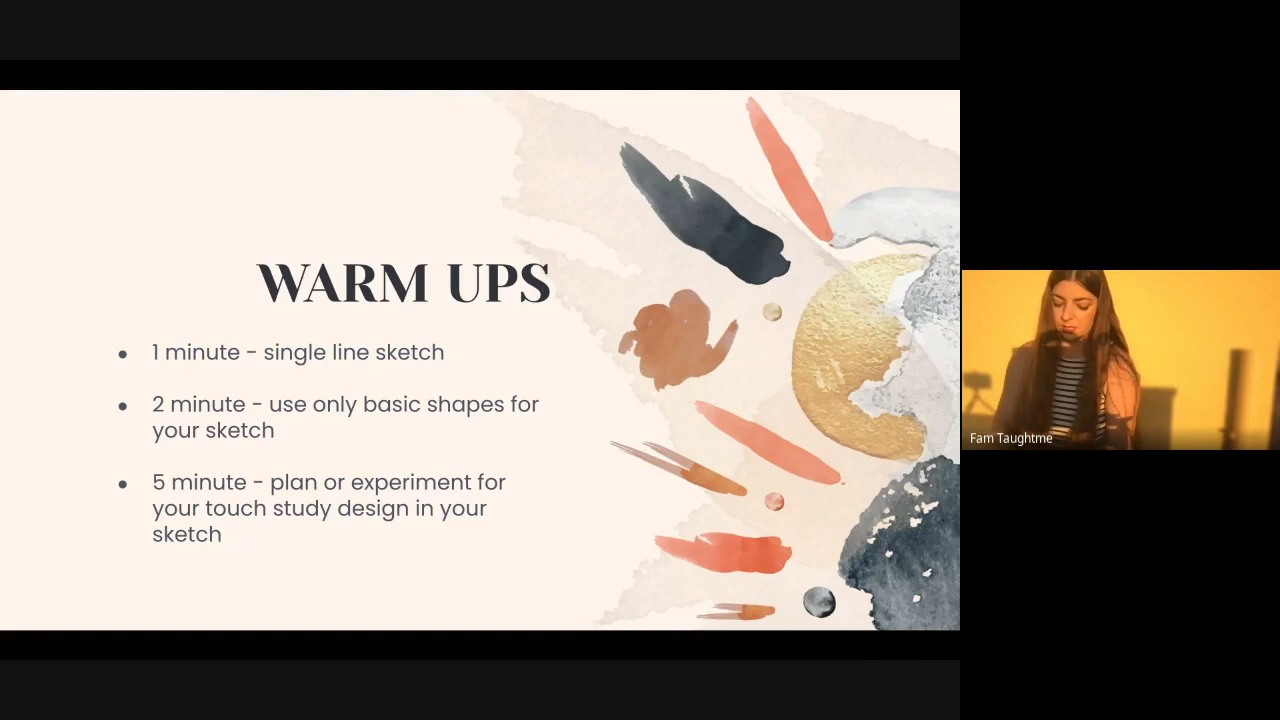 WARM UPS
● 1 minute - single line sketch
● 2 minute - use only basic shapes for
your sketch
● 5 minute - plan or experiment for
your touch study design in your
sketch
Fam Taughtme